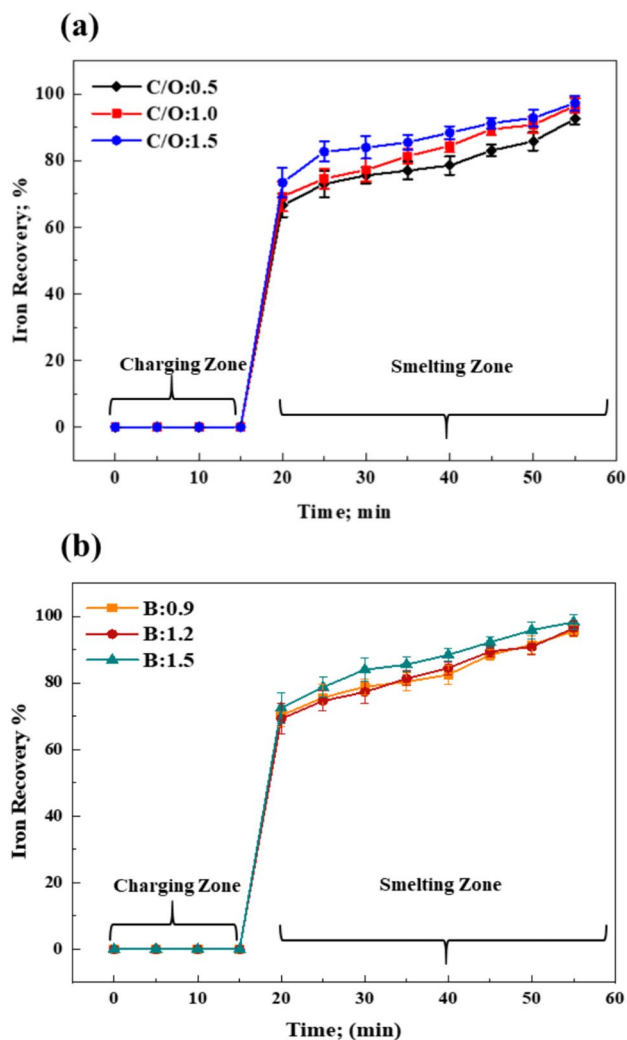 (a)
C/O:0.5
C/O:1.0
C/O:1.5
100
80
60
40
20
0
Iron Recovery; %
Charging Zone
Smelting Zone
0 10 20 30 40 50 60
Time; min
(b)
B:0.9
B:1.2
B:1.5
100
80
60
40
20
0
Iron Recovery %
Charging Zone
Smelting Zone
0 10 20 30 40 50 60
Time; (min)